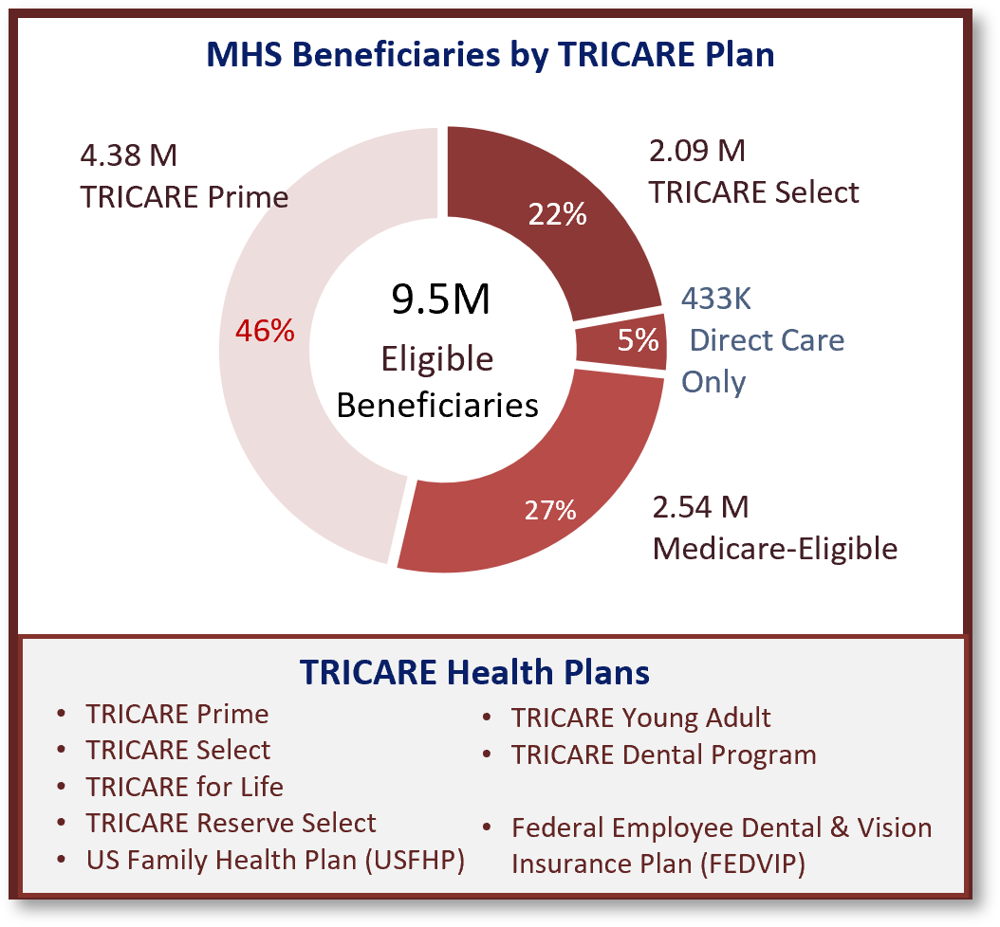 MHS Beneficiaries by TRICARE Plan
4.38 M
TRICARE Prime
2.09 M
TRICARE Select
22%
9.5M
Eligible
Beneficiaries
46%
433K
Direct Care
Only
5%
27%
2.54 M
Medicare-Eligible
TRICARE Health Plans
• TRICARE Prime
• TRICARE Select
• TRICARE for Life
• TRICARE Reserve Select
• US Family Health Plan (USFHP)
• TRICARE Young Adult
• TRICARE Dental Program
• Federal Employee Dental & Vision
Insurance Plan (FEDVIP)